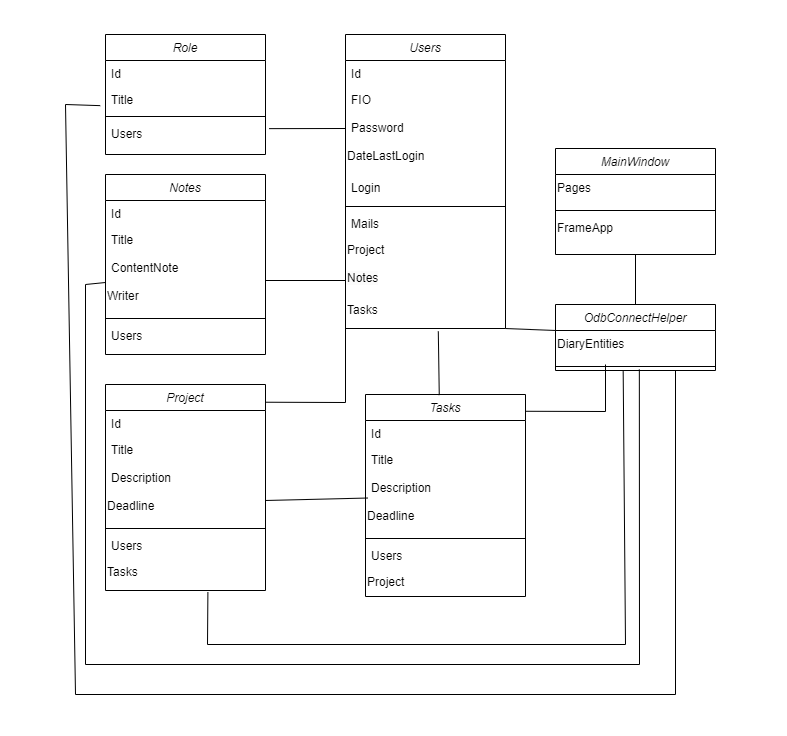 Role
Id
Title
Users
Users
Id
FIO
Password
DateLastLogin
Login
Mails
Project
Notes
Tasks
MainWindow
Pages
FrameApp
Notes
Id
Title
ContentNote
Writer
Users
OdbConnectHelper
DiaryEntities
Project
Id
Title
Description
Deadline
Users
Tasks
Tasks
Id
Title
Description
Deadline
Users
Project